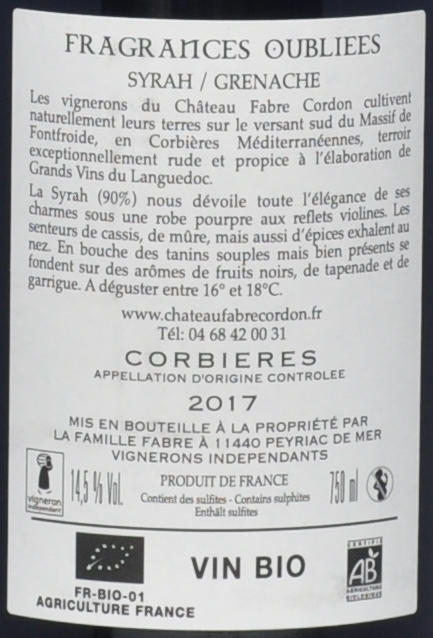 FRAGRANCES OUBLIEES
SYRAH / GRENACHE
Les vignerons du Château Fabre Cordon cultivent
naturellement leurs terres sur le versant sud du Massif de
Fontfroide, en Corbières Méditerranéennes, terroir
exceptionnellement rude et propice à l'élaboration de
Grands Vins du Languedoc.
La Syrah (90%) nous dévoile toute l'élégance de ses
charmes sous une robe pourpre aux reflets violines. Les
senteurs de cassis, de mûre, mais aussi d'épices exhalent au
nez. En bouche des tanins souples mais bien présents se
fondent sur des arômes de fruits noirs, de tapenade et de
garrigue. A déguster entre 16° et 18°C.
www.chateaufabrecordon.fr
Tél: 04 68 42 00 31
CORBIERES
APPELLATION D'ORIGINE CONTROLEE
2017
MIS EN BOUTEILLE À LA PROPRIÉTÉ PAR
LA FAMILLE FABRE À 11440 PEYRIAC DE MER
VIGNERONS INDEPENDANTS
vigneron
indépendant
14,5 % Vol.
PRODUIT DE FRANCE
Contient des sulfites - Contains sulphites
Enthält sulfites
750 ml
FR-BIO-01
AGRICULTURE FRANCE
VIN BIO
CERTIFIÉ
AB
AGRICULTURE
BIOLOGIQUE